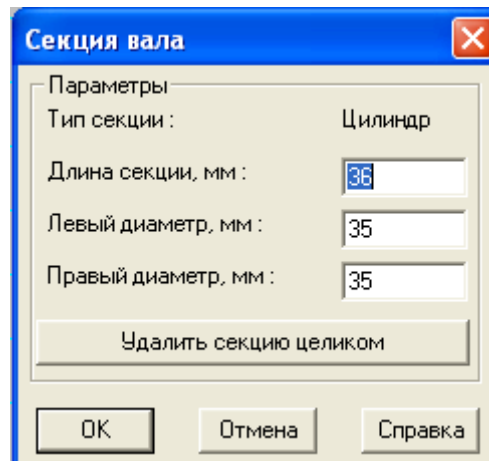 Секция вала
Параметры
Тип секции : Цилиндр
Длина секции, мм : 36
Левый диаметр, мм : 35
Правый диаметр, мм : 35
Удалить секцию целиком
OK Отмена Справка